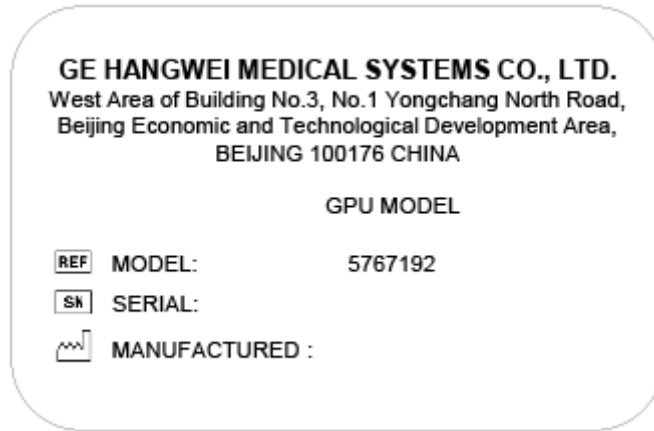 GE HANGWEI MEDICAL SYSTEMS CO., LTD.
West Area of Building No.3, No.1 Yongchang North Road,
Beijing Economic and Technological Development Area,
BEIJING 100176 CHINA
GPU MODEL
REF MODEL: 5767192
SN SERIAL:
MANUFACTURED :